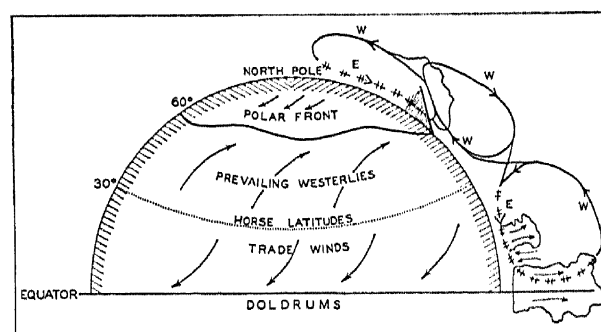 W
W
E
NORTH POLE
60°
POLAR FRONT
W
PREVAILING WESTERLIES
30°
E
W
HORSE LATITUDES
TRADE WINDS
EQUATOR
DOLDRUMS